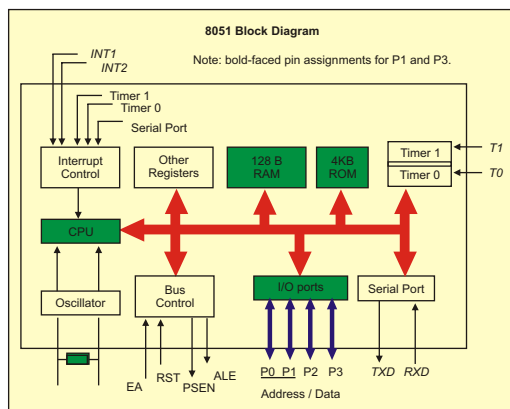 8051 Block Diagram
INT1
INT2
Note: bold-faced pin assignments for P1 and P3.
Timer 1
Timer 0
Serial Port
Interrupt
Control
Other
Registers
128 B
RAM
4KB
ROM
Timer 1
Timer 0
T1
T0
CPU
Oscillator
Bus
Control
I/O ports
Serial Port
EA
RST
PSEN
ALE
P0 P1 P2 P3
TXD
RXD
Address / Data